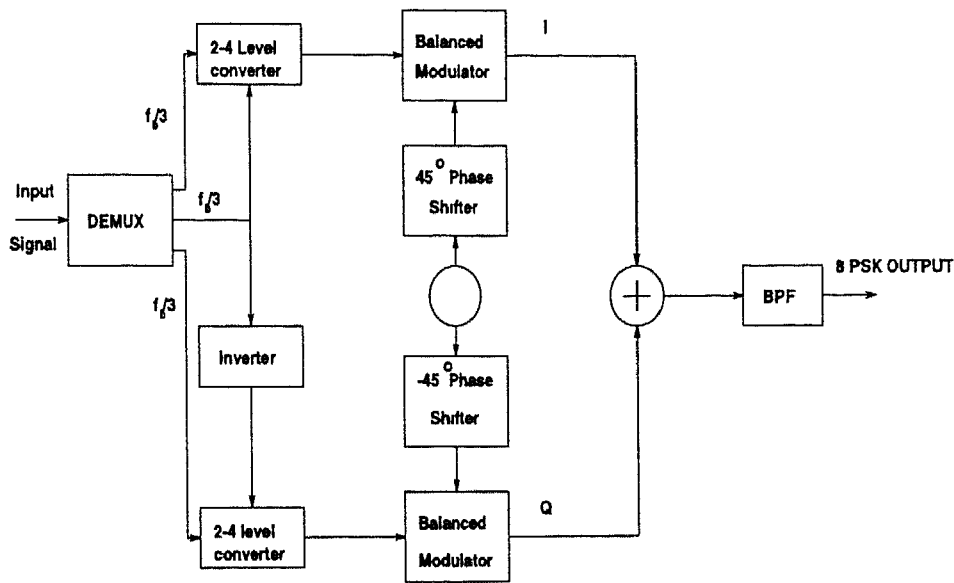 2-4 Level
converter
Balanced
Modulator
I
f_b/3
45° Phase
Shifter
Input
Signal
DEMUX
f_b/3
f_b/3
+
BPF
8 PSK OUTPUT
Inverter
-45° Phase
Shifter
2-4 level
converter
Balanced
Modulator
Q